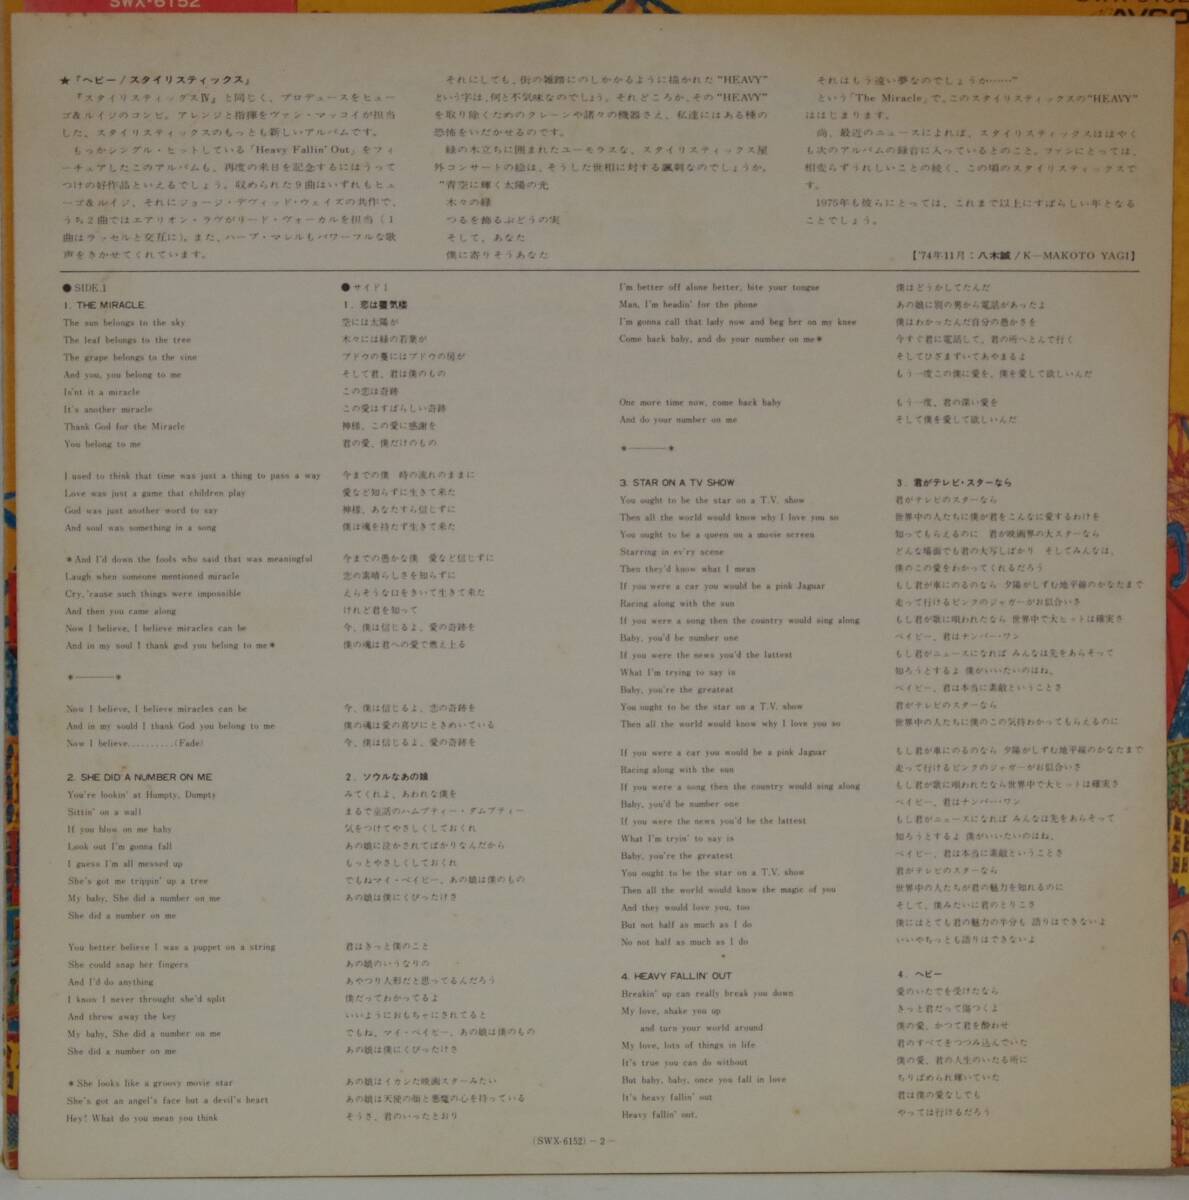 SWX-6152
★『ヘビー/スタイリスティックス』
『スタイリスティックスⅣ』と同じく、プロデュースをヒュー
ゴ&ルイジのコンビ。アレンジと指揮をヴァン・マッコイが担当
した、スタイリスティックスのもっとも新しいアルバムです。
もっかシングル・ヒットしている「Heavy Fallin' Out」をフィ
ーチュアしたこのアルバムも、再度の来日を記念するにはうって
つけの好作品といえるでしょう。収められた9曲はいずれもヒュ
ーゴ&ルイジ、それにジョージ・デヴィッド・ウェイズの共作で、
うち2曲ではエアリオン・ラヴがリード・ヴォーカルを担当(1
曲はラッセルと交互に)。また、ハーブ・マレルもパワーフルな歌
声をきかせてくれています。
それにしても、街の雑踏にのしかかるように描かれた"HEAVY"
という字は、何と不気味なのでしょう。それどころか、その"HEAVY"
を取り除くためのクレーンや諸々の機器さえ、私達にはある種の
恐怖をいだかせるのです。
緑の木立ちに囲まれたユーモラスな、スタイリスティックス屋
外コンサートの絵は、そうした世相に対する諷刺なのでしょうか。
"青空に輝く太陽の光
木々の緑
つるを飾るぶどうの実
そして、あなた
僕に寄りそうあなた
それはもう遠い夢なのでしょうか……"
という「The Miracle」で、このスタイリスティックスの"HEAVY"
ははじまります。
尚、最近のニュースによれば、スタイリスティックスははやく
も次のアルバムの録音に入っているとのこと。ファンにとっては、
相変らずうれしいことの続く、この頃のスタイリスティックスで
す。
1975年も彼らにとっては、これまで以上にすばらしい年となる
ことでしょう。
【'74年11月:八木誠/K—MAKOTO YAGI】
●SIDE.1
1. THE MIRACLE
The sun belongs to the sky
The leaf belongs to the tree
The grape belongs to the vine
And you, you belong to me
Is'nt it a miracle
It's another miracle
Thank God for the Miracle
You belong to me
I used to think that time was just a thing to pass a way
Love was just a game that children play
God was just another word to say
And soul was something in a song
*And I'd down the fools who said that was meaningful
Laugh when someone mentioned miracle
Cry, 'cause such things were impossible
And then you came along
Now I believe, I believe miracles can be
And in my soul I thank god you belong to me*
*———*
Now I believe, I believe miracles can be
And in my sould I thank God you belong to me
Now I believe..........(Fade)
2. SHE DID A NUMBER ON ME
You're lookin' at Humpty, Dumpty
Sittin' on a wall
If you blow on me baby
Look out I'm gonna fall
I guess I'm all messed up
She's got me trippin' up a tree
My baby, She did a number on me
She did a number on me
You better believe I was a puppet on a string
She could snap her fingers
And I'd do anything
I know I never throught she'd split
And throw away the key
My baby, She did a number on me
She did a number on me
*She looks like a groovy movie star
She's got an angel's face but a devil's heart
Hey! What do you mean you think
●サイド1
1. 恋は蜃気楼
空には太陽が
木々には緑の若葉が
ブドウの蔓にはブドウの房が
そして君、君は僕のもの
この恋は奇跡
この愛はすばらしい奇跡
神様、この愛に感謝を
君の愛、僕だけのもの
今までの僕 時の流れのままに
愛など知らずに生きて来た
神様、あなたすら信じずに
僕は魂を持たず生きて来た
今までの愚かな僕 愛など信じずに
恋の素晴らしさを知らずに
えらそうな口をきいて生きて来た
けれど君を知って
今、僕は信じるよ、愛の奇跡を
僕の魂は君への愛で燃え上る
今、僕は信じるよ、恋の奇跡を
僕の魂は愛の喜びにときめいている
今、僕は信じるよ、愛の奇跡を
2. ソウルなあの娘
みてくれよ、あわれな僕を
まるで童話のハムプティー・ダムプティー
気をつけてやさしくしておくれ
あの娘に泣かされてばかりなんだから
もっとやさしくしておくれ
でもねマイ・ベイビー、あの娘は僕のもの
あの娘は僕にくびったけさ
君はきっと僕のこと
あの娘のいうなりの
あやつり人形だと思ってるんだろう
僕だってわかってるよ
いいようにおもちゃにされてると
でもね、マイ・ベイビー、あの娘は僕のもの
あの娘は僕にくびったけさ
あの娘はイカシた映画スターみたい
あの娘は天使の顔と悪魔の心を持っている
そうさ、君のいったとおり
I'm better off alone better, bite your tongue
Man, I'm headin' for the phone
I'm gonna call that lady now and beg her on my knee
Come back baby, and do your number on me*
One more time now, come back baby
And do your number on me
*———*
3. STAR ON A TV SHOW
You ought to be the star on a T.V. show
Then all the world would know why I love you so
You ought to be a queen on a movie screen
Starring in ev'ry scene
Then they'd know what I mean
If you were a car you would be a pink Jaguar
Racing along with the sun
If you were a song then the country would sing along
Baby, you'd be number one
If you were the news you'd the lattest
What I'm trying to say is
Baby, you're the greateat
You ought to be the star on a T.V. show
Then all the world would know why I love you so
If you were a car you would be a pink Jaguar
Racing along with the sun
If you were a song then the country would sing along
Baby, you'd be number one
If you were the news you'd be the lattest
What I'm tryin' to say is
Baby, you're the greatest
You ought to be the star on a T.V. show
Then all the world would know the magic of you
And they would love you, too
But not half as much as I do
No not half as much as I do
4. HEAVY FALLIN' OUT
Breakin' up can really break you down
My love, shake you up
and turn your world around
My love, lots of things in life
It's true you can do without
But baby, baby, once you fall in love
It's heavy fallin' out
Heavy fallin' out.
僕はどうかしてたんだ
あの娘に別の男から電話があったよ
僕はわかったんだ自分の愚かさを
今すぐ君に電話して、君の所へとんで行く
そしてひざまずいてあやまるよ
もう一度この僕に愛を、僕を愛して欲しいんだ
もう一度、君の深い愛を
そして僕を愛して欲しいんだ
3. 君がテレビ・スターなら
君がテレビのスターなら
世界中の人たちに僕が君をこんなに愛するわけを
知ってもらえるのに 君が映画界の大スターなら
どんな場面でも君の大写しばかり そしてみんなは、
僕のこの愛をわかってくれるだろう
もし君が車にのるのなら 夕陽がしずむ地平線のかなたまで
走って行けるピンクのジャガーがお似合いさ
もし君が歌に唄われたなら 世界中で大ヒットは確実さ
ベイビー、君はナンバー・ワン
もし君がニュースになれば みんなは先をあらそって
知ろうとするよ 僕がいいたいのはね、
ベイビー、君は本当に素敵ということさ
君がテレビのスターなら
世界中の人たちに僕のこの気持わかってもらえるのに
もし君が車にのるのなら 夕陽がしずむ地平線のかなたまで
走って行けるピンクのジャガーがお似合いさ
もし君が歌に唄われたなら世界中で大ヒットは確実さ
ベイビー、君はナンバー・ワン
もし君がニュースになれば みんなは先をあらそって
知ろうとするよ 僕がいいたいのはね、
ベイビー、君は本当に素敵ということさ
君がテレビのスターなら
世界中の人たちが君の魅力を知れるのに
そして、僕みたいに君のとりこさ
僕にはとても君の魅力の半分も 語りはできないよ
いいやちっとも語りはできないよ
4. ヘビー
愛のいたでを受けたなら
きっと君だって傷つくよ
僕の愛、かつて君を酔わせ
君のすべてをつつみ込んでいた
僕の愛、君の人生のいたる所に
ちりばめられ輝いていた
君は僕の愛なしでも
やっては行けるだろう
(SWX-6152) - 2 -